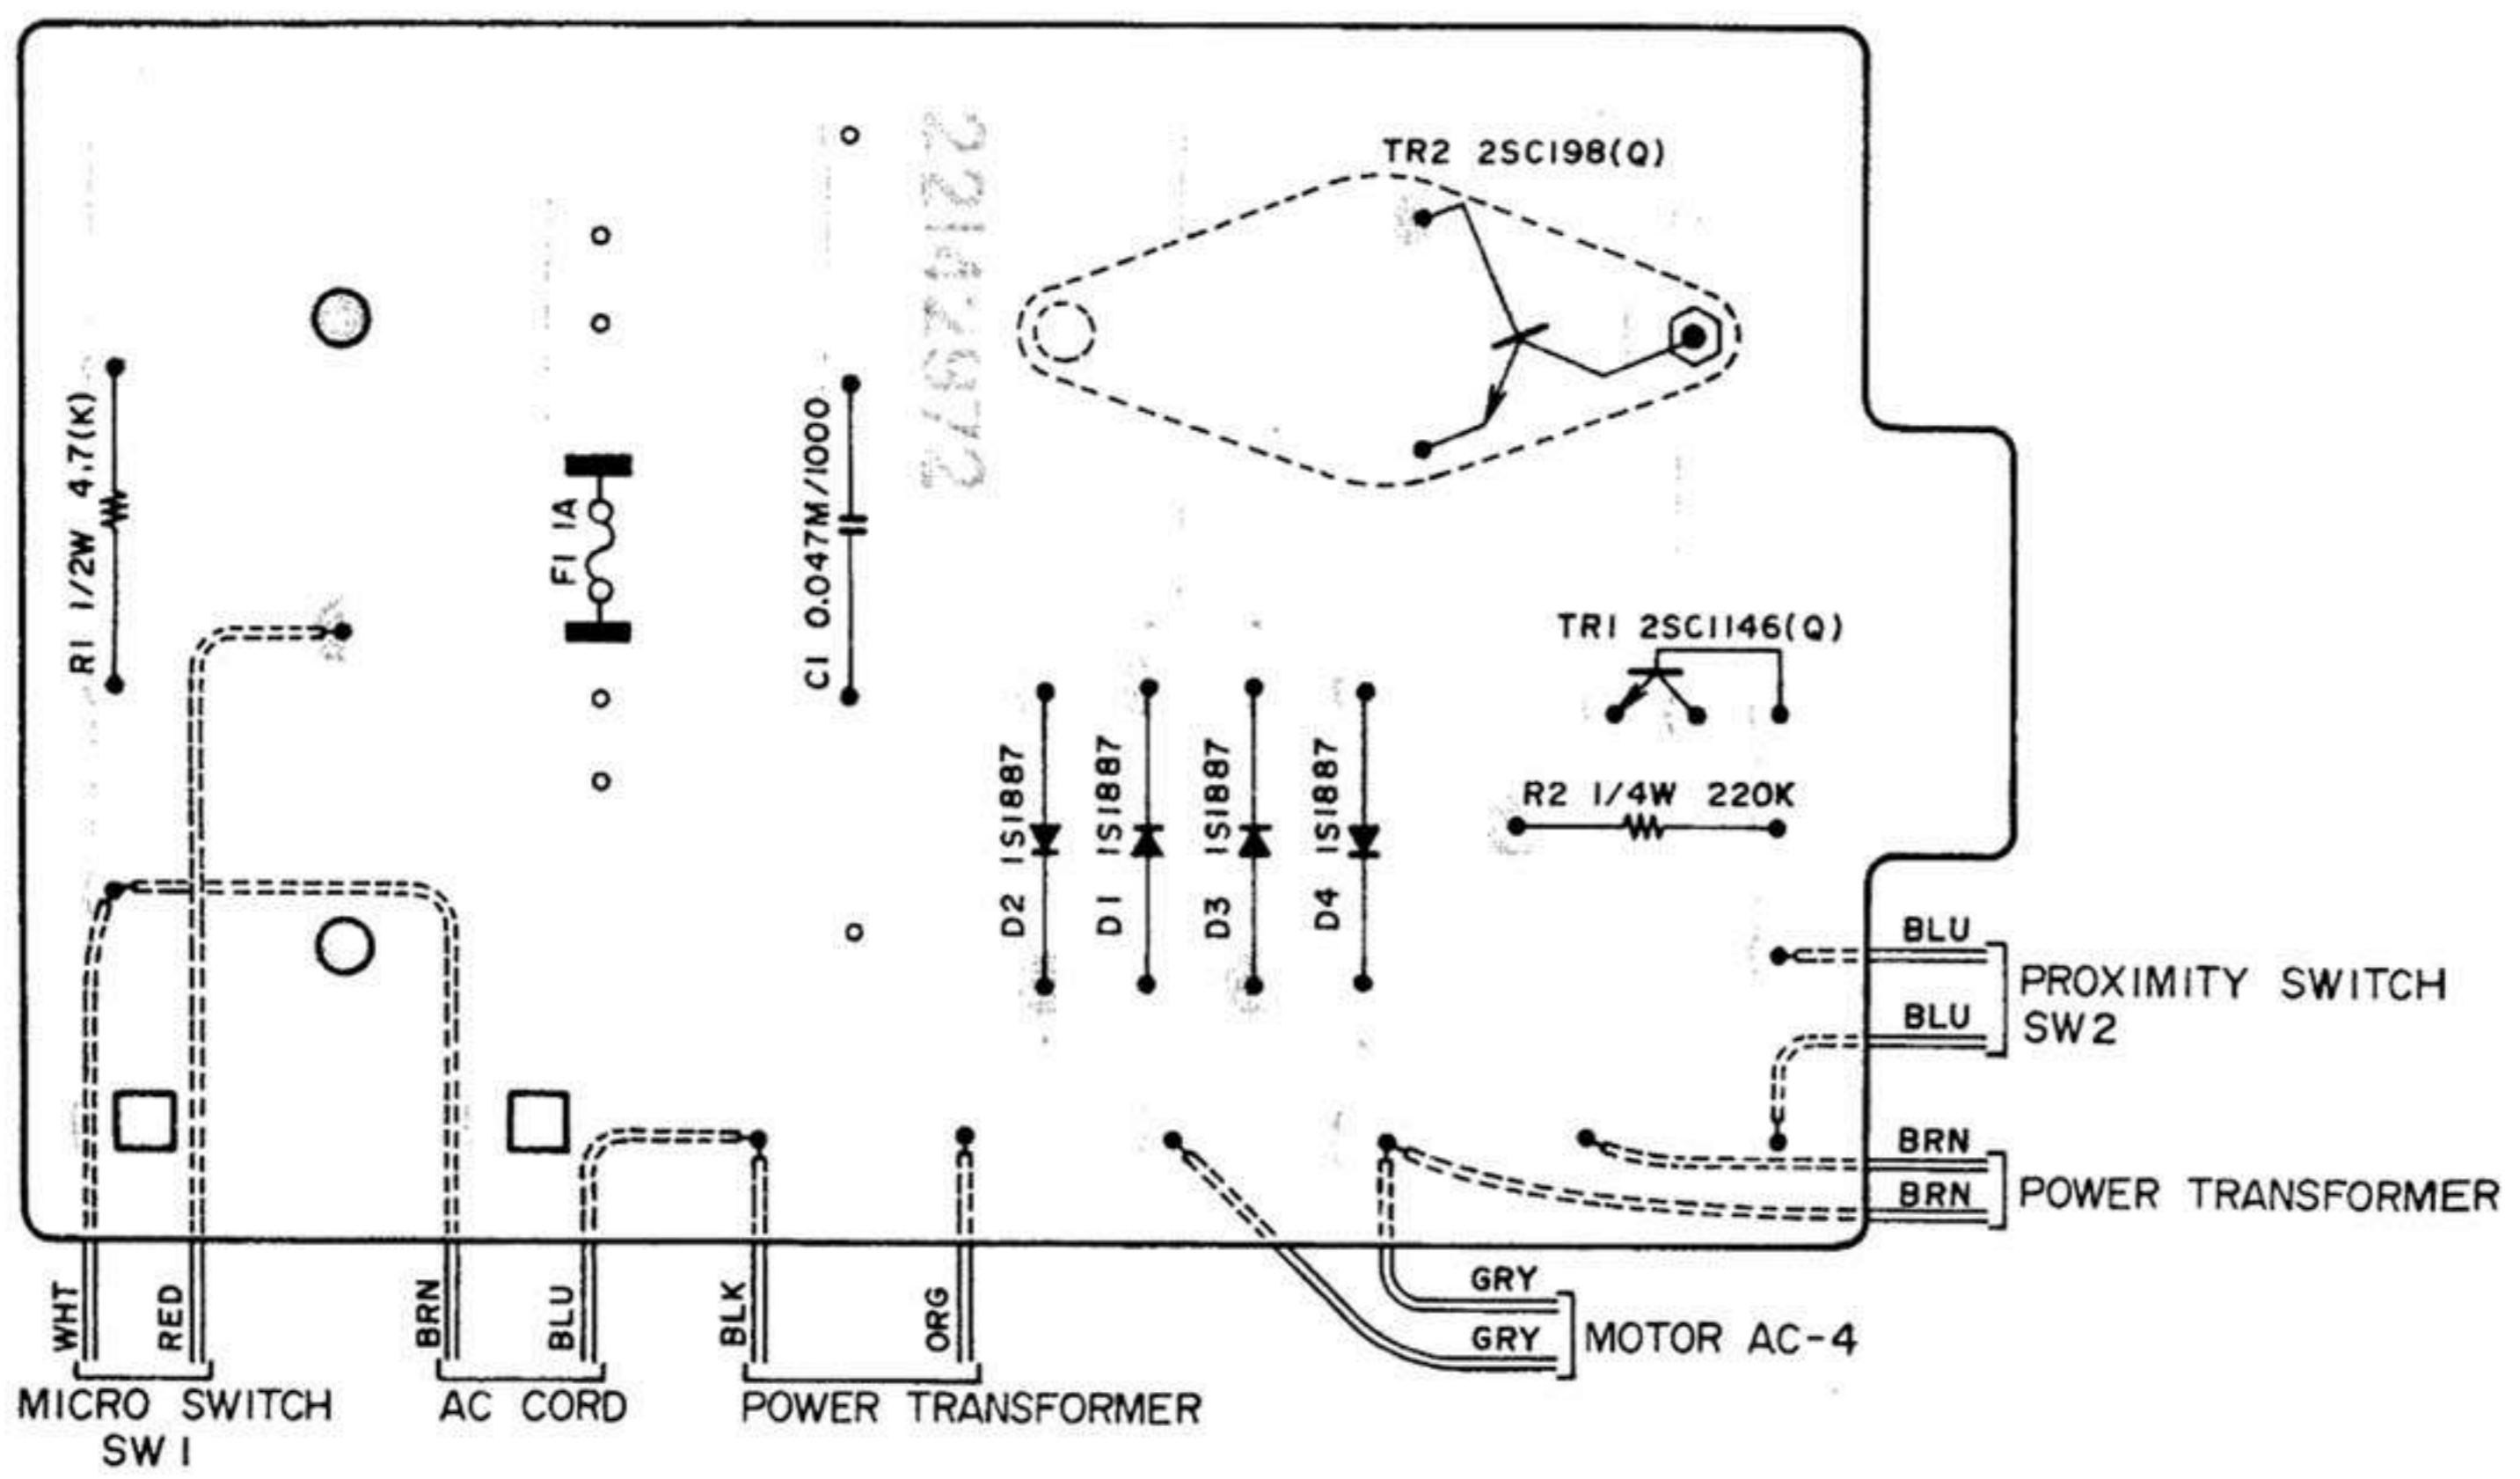 TR2 2SC198(Q)
R1 1/2W 4.7(K)
F1 1A
C1 0.047M/1000
TR1 2SC1146(Q)
D2 1S1887
D1 1S1887
D3 1S1887
D4 1S1887
R2 1/4W 220K
BLU
BLU
PROXIMITY SWITCH
SW2
BRN
BRN
POWER TRANSFORMER
WHT
RED
MICRO SWITCH
SW1
BRN
BLU
AC CORD
BLK
ORG
POWER TRANSFORMER
GRY
GRY
MOTOR AC-4